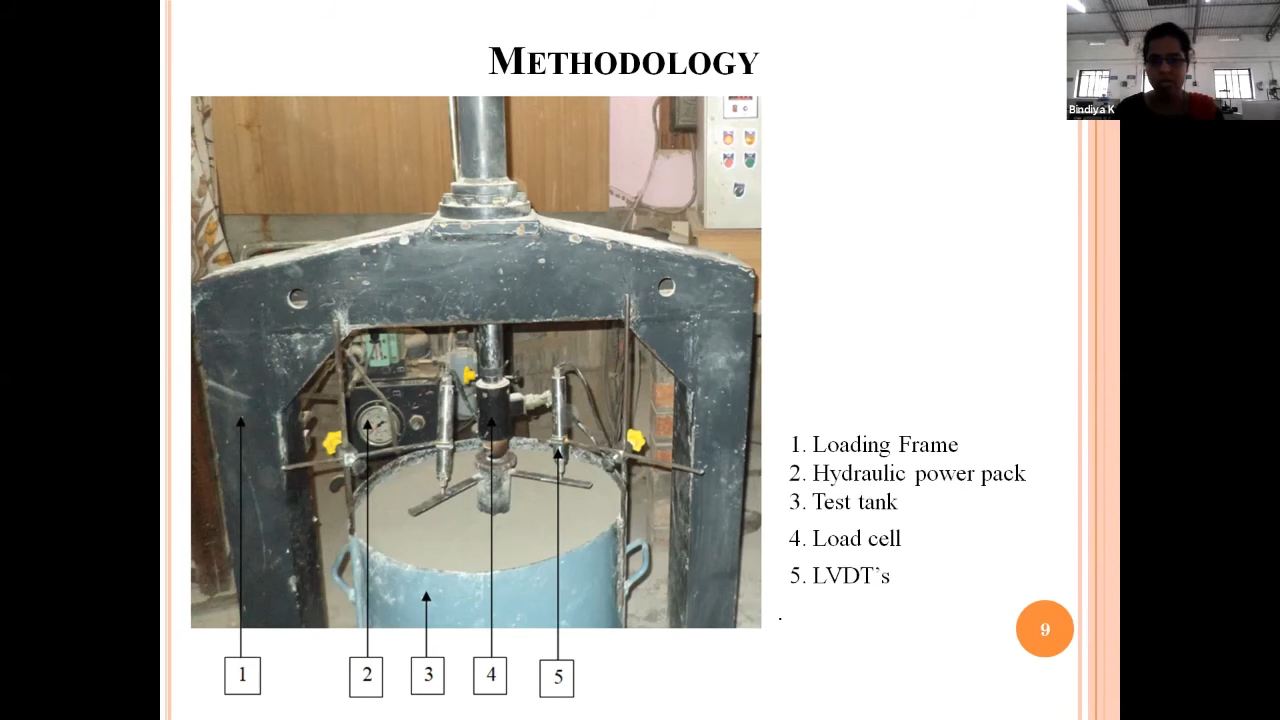 METHODOLOGY
Bindiya K
1. Loading Frame
2. Hydraulic power pack
3. Test tank
4. Load cell
5. LVDT’s
.
9
1
2
3
4
5